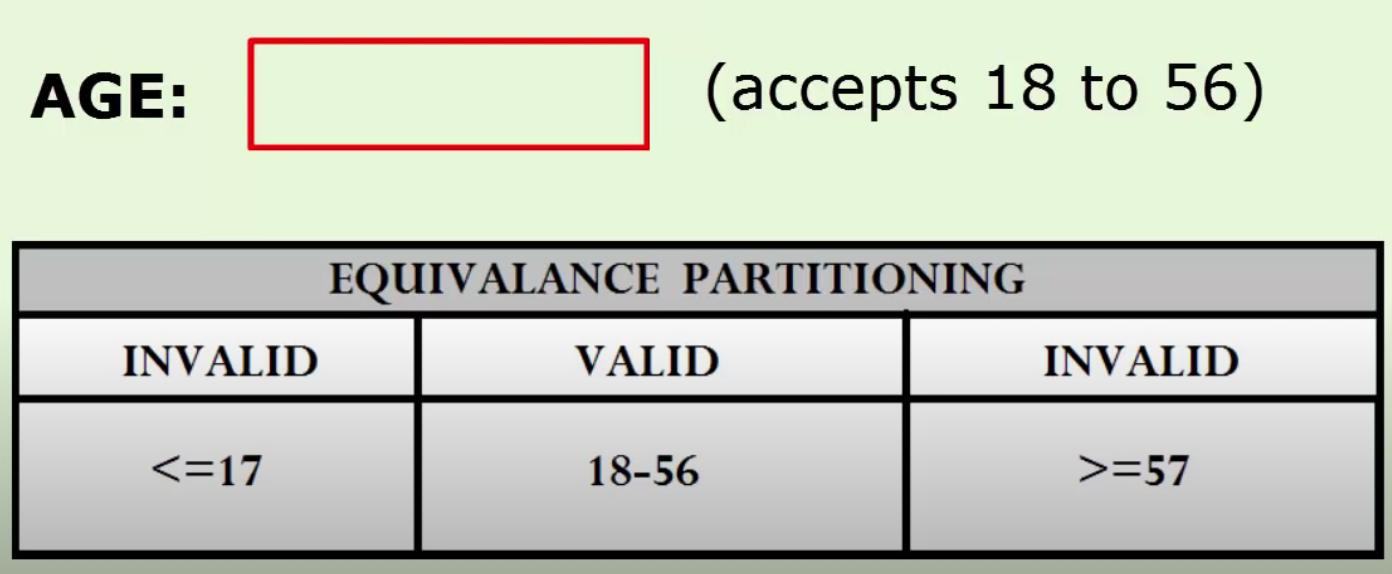 AGE: (accepts 18 to 56)
EQUIVALANCE PARTITIONING
INVALID VALID INVALID
<=17 18-56 >=57